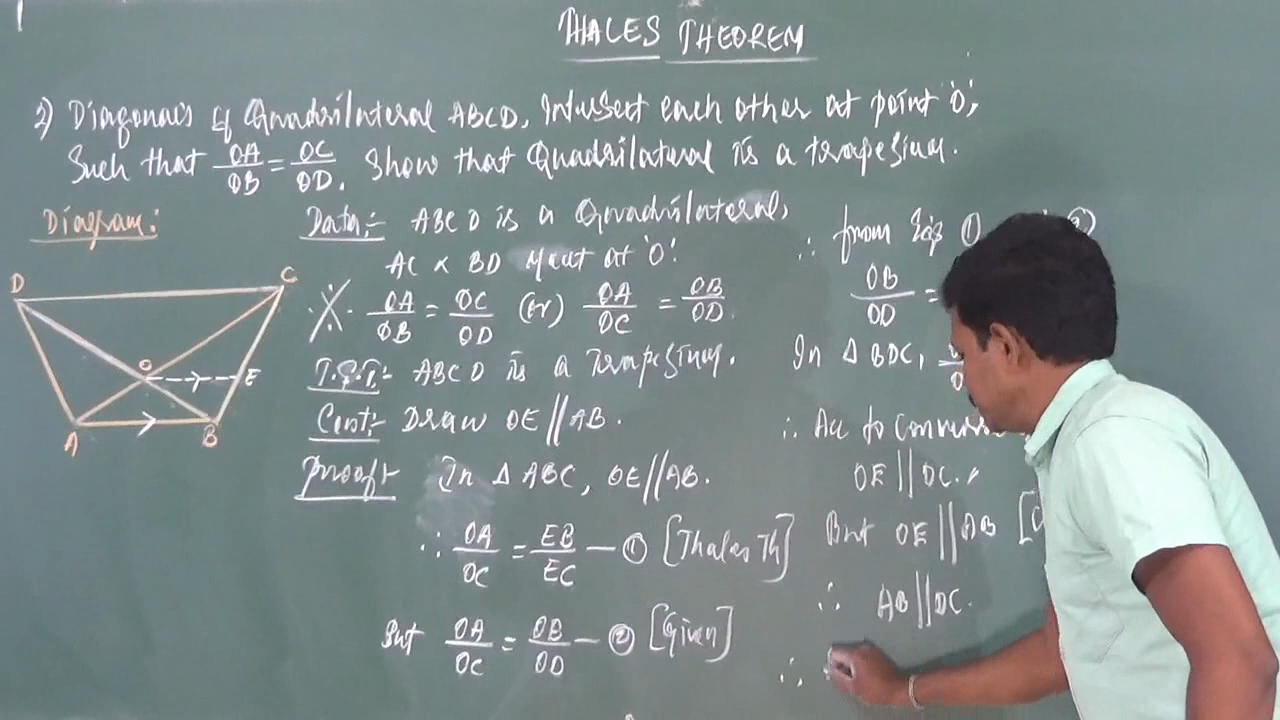 THALES THEOREM
2) Diagonals of Quadrilateral ABCD, Intersect each other at point 'O',
Such that OA/OB = OC/OD. Show that Quadrilateral is a trapesium.
Diagram:
D
C
O
E
A
B
Data:- ABCD is a Quadrilateral,
AC & BD Meet at 'O'.
OA/OB = OC/OD (Or) OA/OC = OB/OD.
T.S.T:- ABCD is a Trapesium.
Const:- Draw OE//AB.
Proof:- In Δ ABC, OE//AB.
∴ OA/OC = EB/EC — ① [Thales Th]
But OA/OC = OB/OD — ② [Given]
∴ from Eqs ① ②
OB/OD =
In Δ BDC,
∴ Acc to
OE||DC.
But OE||AB [
∴ AB||DC.
∴